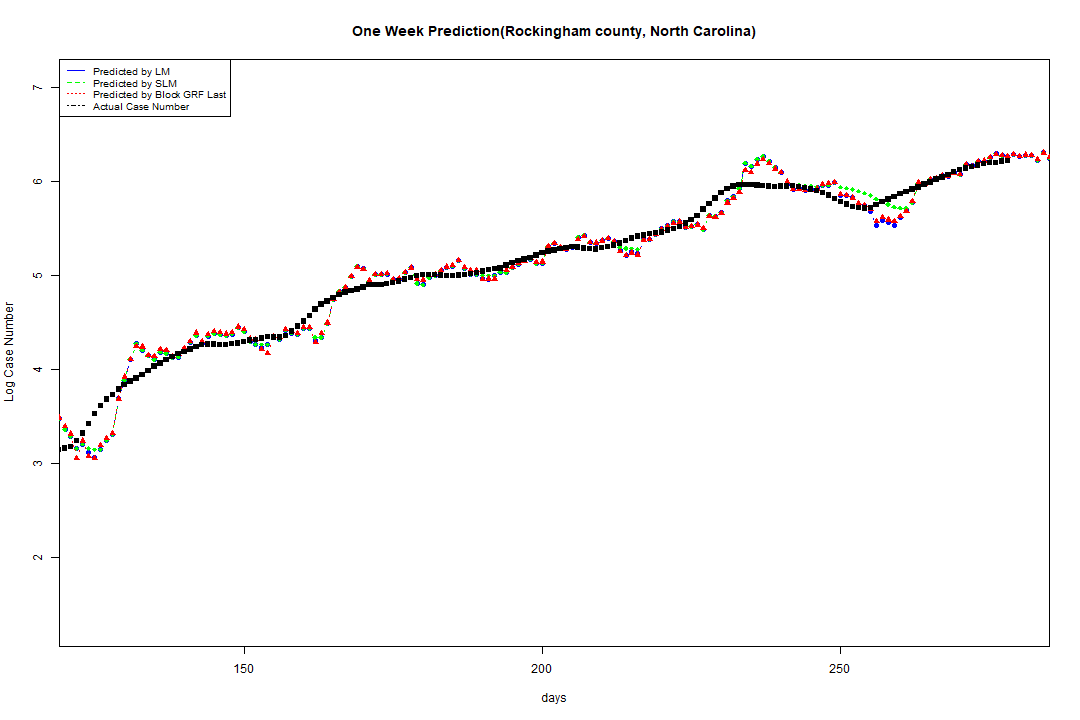 One Week Prediction(Rockingham county, North Carolina)
Predicted by LM
Predicted by SLM
Predicted by Block GRF Last
Actual Case Number
7
6
5
4
3
2
Log Case Number
150
200
250
days